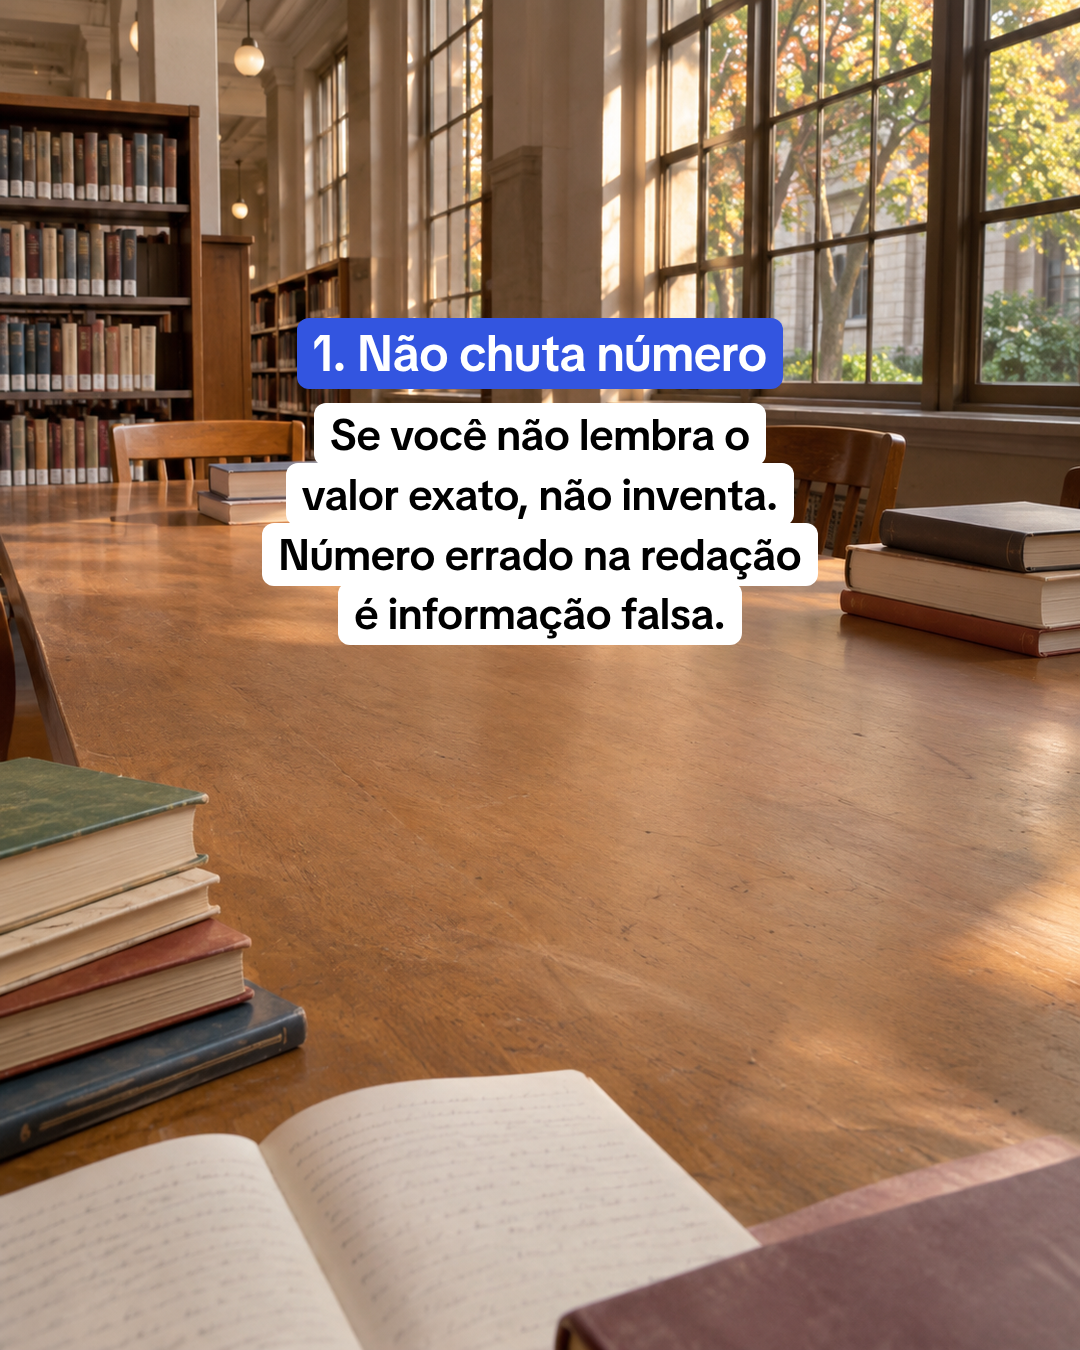 1. Não chuta número
Se você não lembra o
valor exato, não inventa.
Número errado na redação
é informação falsa.